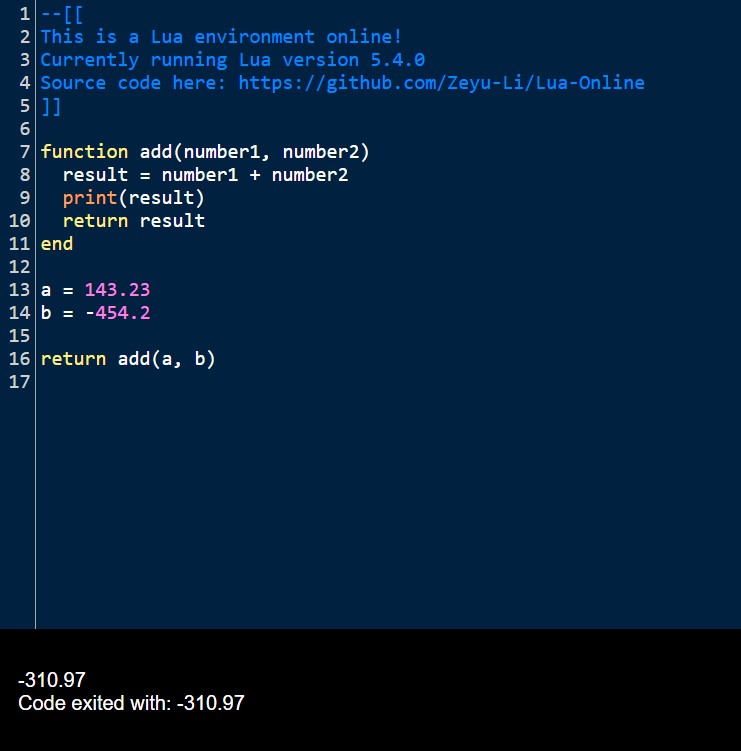 1 --[[
2 This is a Lua environment online!
3 Currently running Lua version 5.4.0
4 Source code here: https://github.com/Zeyu-Li/Lua-Online
5 ]]
6
7 function add(number1, number2)
8   result = number1 + number2
9   print(result)
10   return result
11 end
12
13 a = 143.23
14 b = -454.2
15
16 return add(a, b)
17
-310.97
Code exited with: -310.97